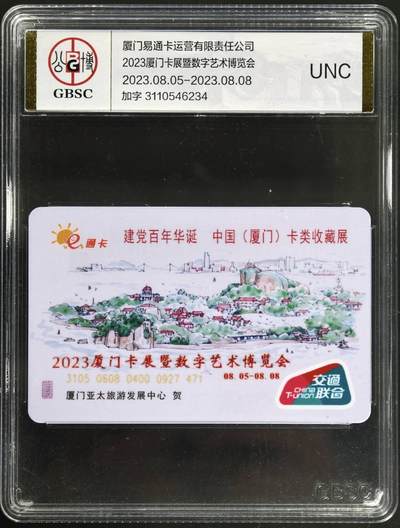 厦门易通卡运营有限责任公司
2023厦门卡展暨数字艺术博览会
2023.08.05-2023.08.08
加字 3110546234
UNC
公博
GBSC
e通卡
建党百年华诞 中国（厦门）卡类收藏展
2023厦门卡展暨数字艺术博览会
3105 0608 0400 0927 471
08.05-08.08
厦门亚太旅游发展中心 贺
交通
CHINA
T-UNION
联合